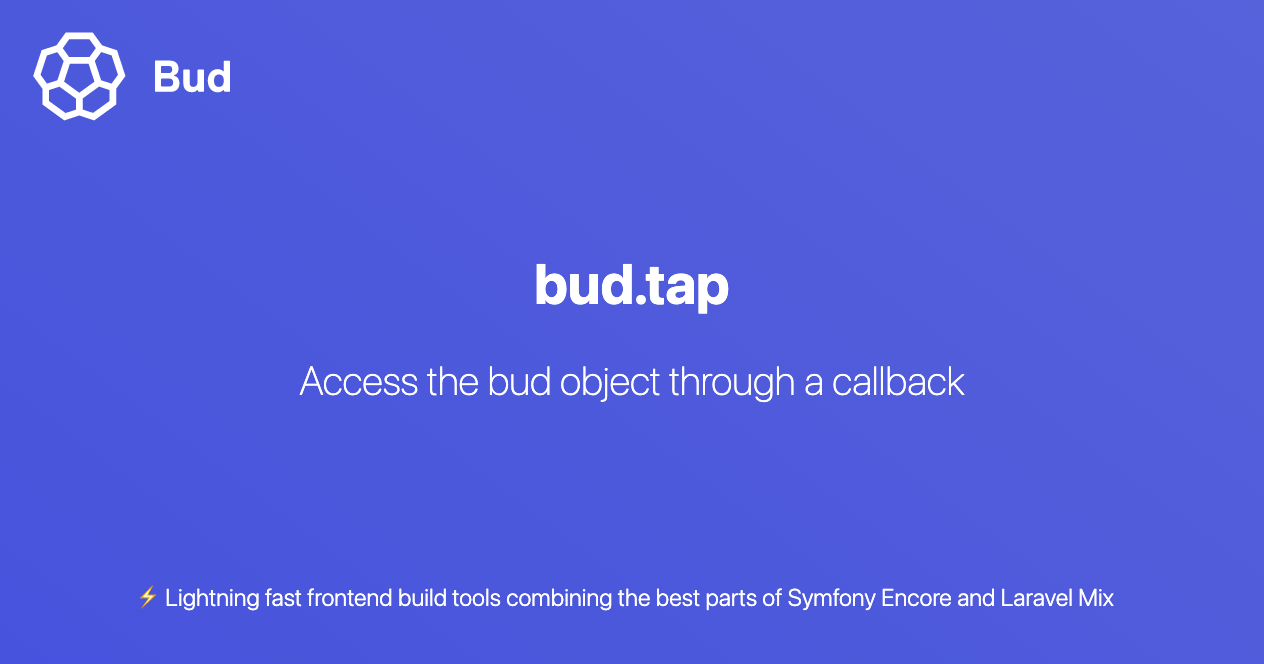 Bud
bud.tap
Access the bud object through a callback
⚡ Lightning fast frontend build tools combining the best parts of Symfony Encore and Laravel Mix